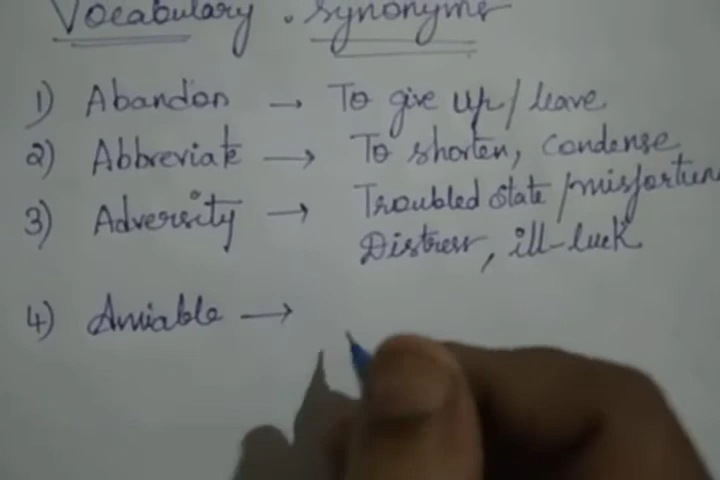 Vocabulary . Synonyms
1) Abandon → To give up / leave
2) Abbreviate → To shorten, condense
3) Adversity → Troubled state / misfortun
Distress, ill-luck
4) Amiable →